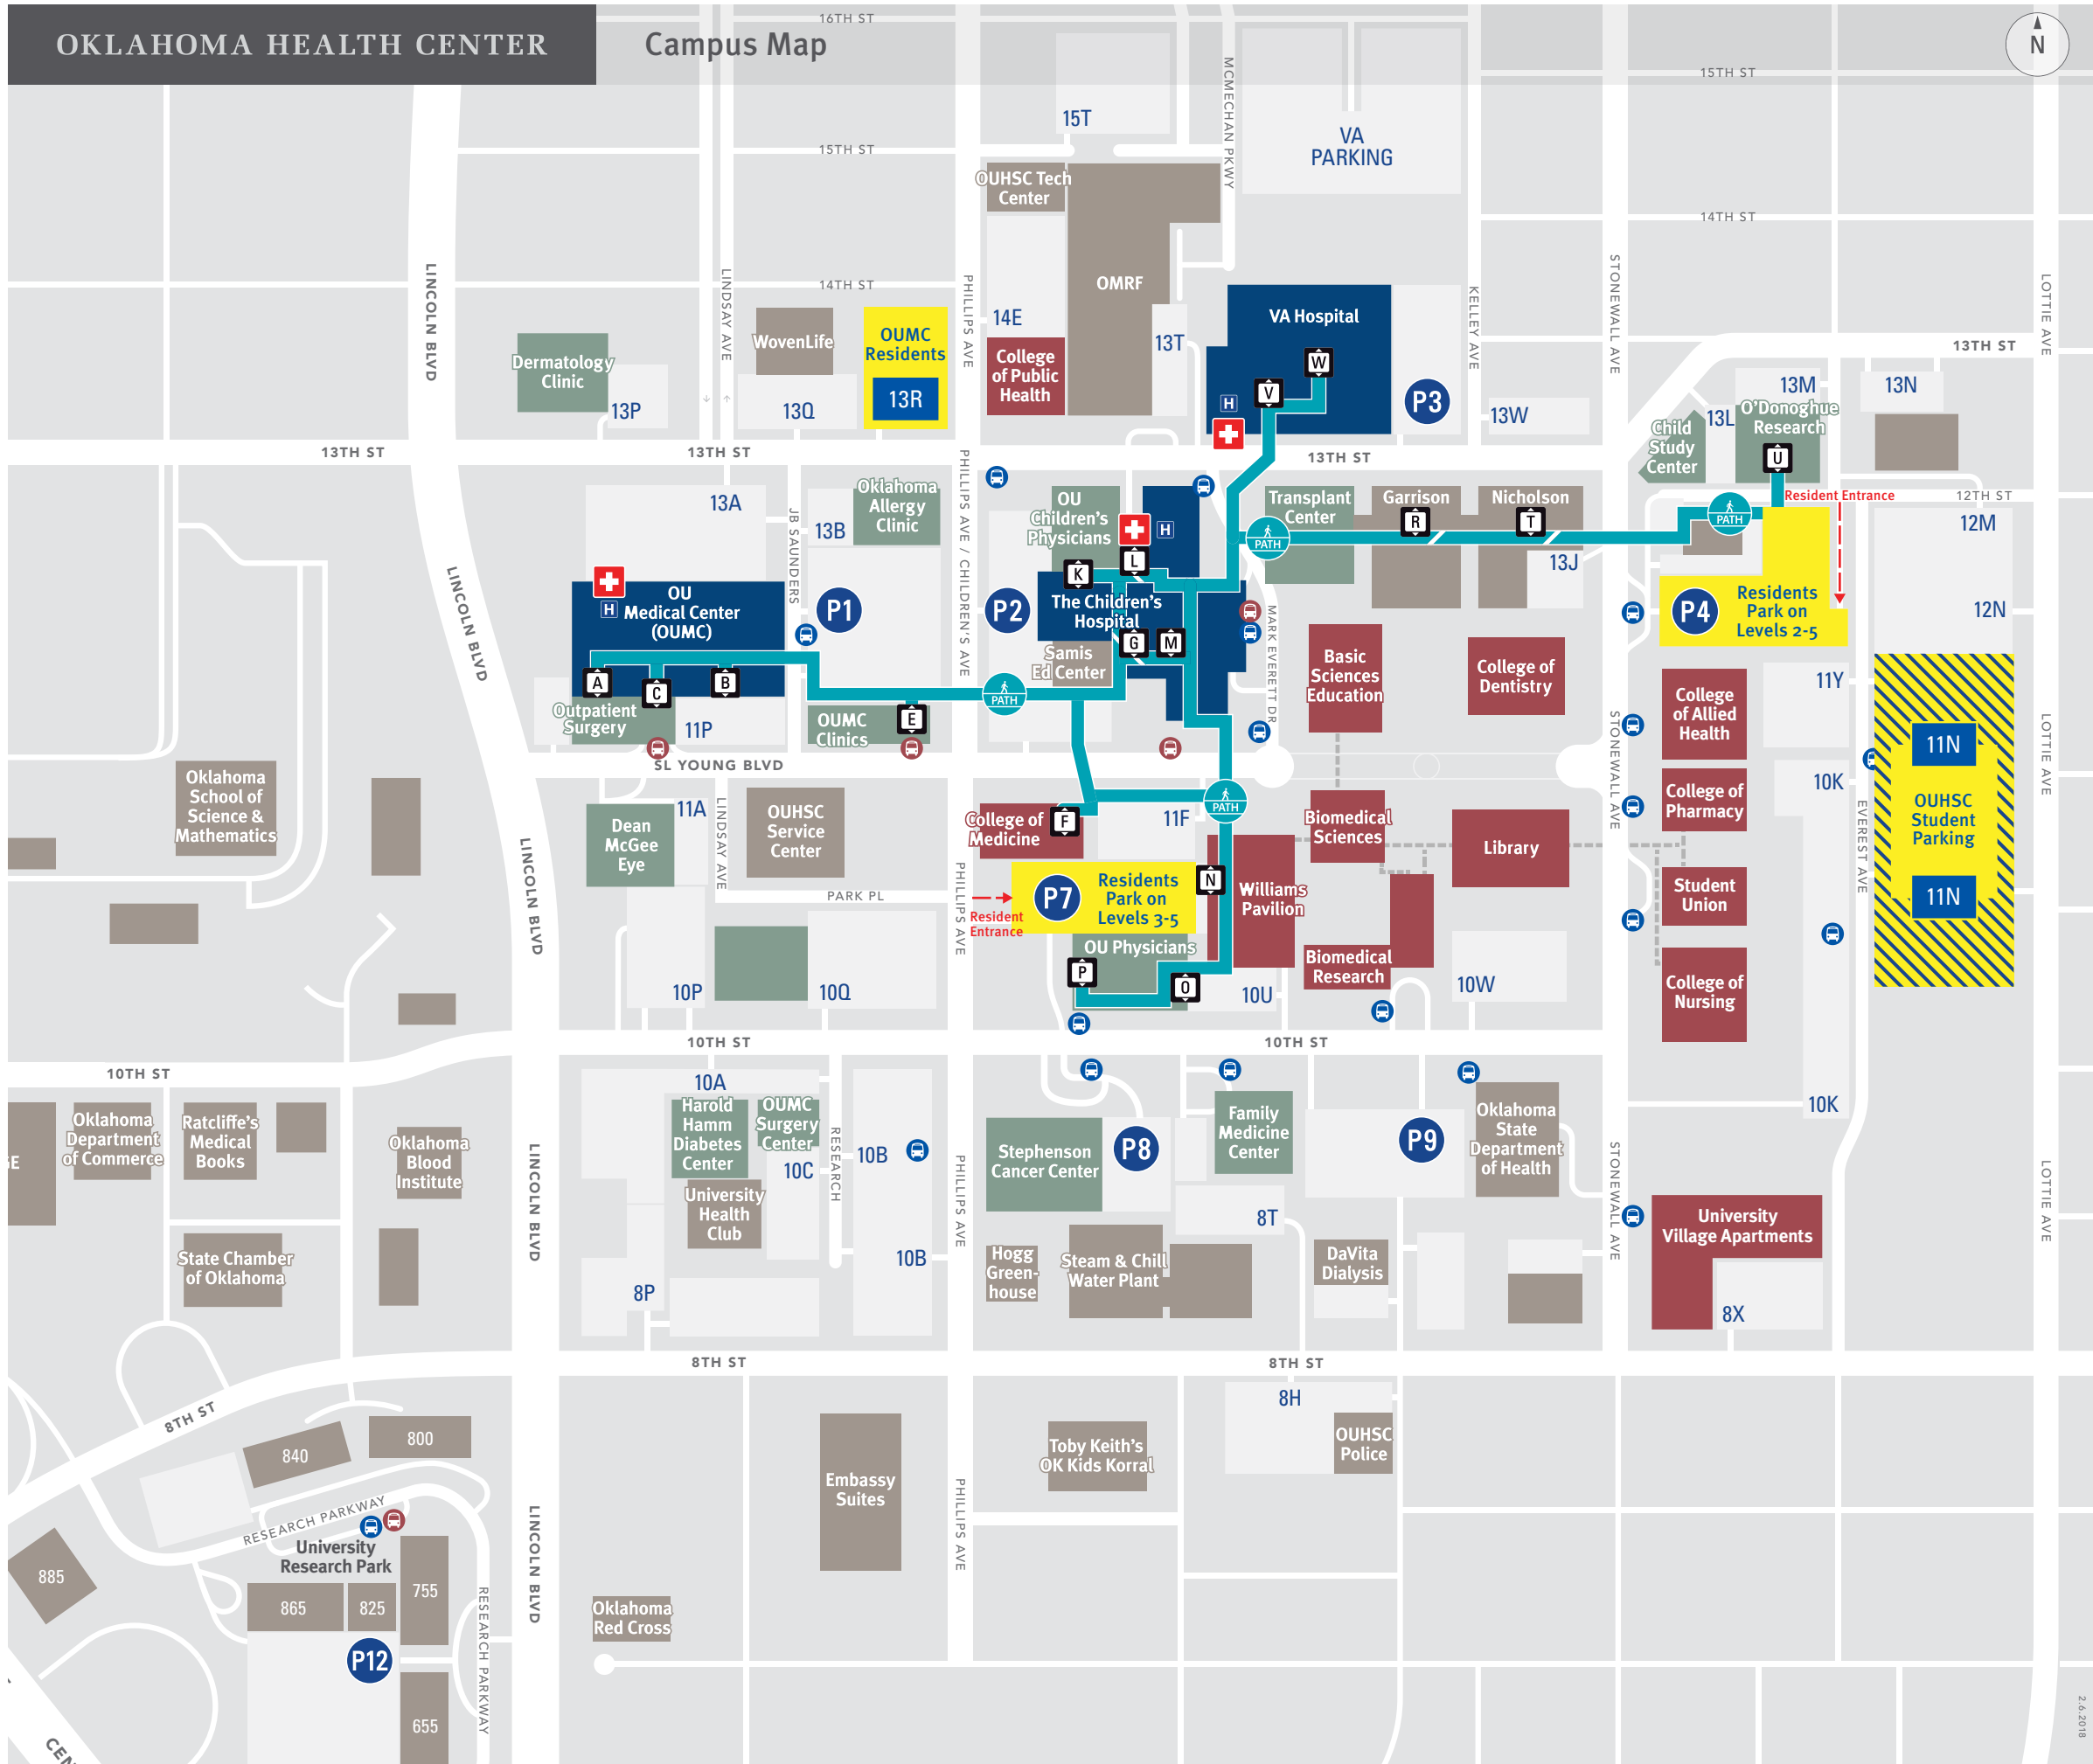 OKLAHOMA HEALTH CENTER
Campus Map
16TH ST
15TH ST
N
MCMECHAN PKWY
15T
VA
PARKING
15TH ST
OUHSC Tech
Center
14TH ST
LINCOLN BLVD
LINDSAY AVE
PHILLIPS AVE
KELLEY AVE
STONEWALL AVE
LOTTIE AVE
14TH ST
OMRF
14E
13T
VA Hospital
WovenLife
OUMC
Residents
13R
Dermatology
Clinic
13P
13Q
College
of Public
Health
W
V
H
P3
13W
13TH ST
13M
13N
13L
O'Donoghue
Research
Child
Study
Center
U
13TH ST
13TH ST
13TH ST
Resident Entrance
12TH ST
12M
12N
13A
13B
Oklahoma
Allergy
Clinic
JB SAUNDERS
PHILLIPS AVE / CHILDREN'S AVE
OU
Children's
Physicians
H
L
K
Transplant
Center
Garrison
R
Nicholson
T
13J
PATH
PATH
LINCOLN BLVD
OU
H Medical Center
(OUMC)
P1
P2
The Children's
Hospital
G
M
Samis
Ed Center
MARK EVERETT DR
P4
Residents
Park on
Levels 2-5
A
C
B
Outpatient
Surgery
11P
OUMC
Clinics
E
PATH
Basic
Sciences
Education
College of
Dentistry
College
of Allied
Health
11Y
11N
OUHSC
Student
Parking
11N
STONEWALL AVE
LOTTIE AVE
SL YOUNG BLVD
Oklahoma
School of
Science &
Mathematics
Dean
McGee
Eye
11A
LINDSAY AVE
OUHSC
Service
Center
College of
Medicine
F
11F
PATH
Biomedical
Sciences
Library
College of
Pharmacy
10K
EVEREST AVE
LINCOLN BLVD
PARK PL
PHILLIPS AVE
Resident
Entrance
P7
Residents
Park on
Levels 3-5
N
Williams
Pavilion
Student
Union
OU Physicians
P
O
10U
Biomedical
Research
10W
College of
Nursing
10P
10Q
10TH ST
10TH ST
10TH ST
10A
10K
Oklahoma
Department
of Commerce
Ratcliffe's
Medical
Books
Oklahoma
Blood
Institute
GE
Harold
Hamm
Diabetes
Center
OUMC
Surgery
Center
10C
RESEARCH
10B
University
Health
Club
10B
8P
LINCOLN BLVD
PHILLIPS AVE
Stephenson
Cancer Center
P8
Family
Medicine
Center
P9
Oklahoma
State
Department
of Health
STONEWALL AVE
LOTTIE AVE
University
Village Apartments
8X
8T
State Chamber
of Oklahoma
Hogg
Green-
house
Steam & Chill
Water Plant
DaVita
Dialysis
8TH ST
8TH ST
8TH ST
8H
OUHSC
Police
840
800
Embassy
Suites
Toby Keith's
OK Kids Korral
PHILLIPS AVE
RESEARCH PARKWAY
University
Research Park
885
865
825
755
LINCOLN BLVD
RESEARCH PARKWAY
Oklahoma
Red Cross
P12
655
CEN
2.6.2018